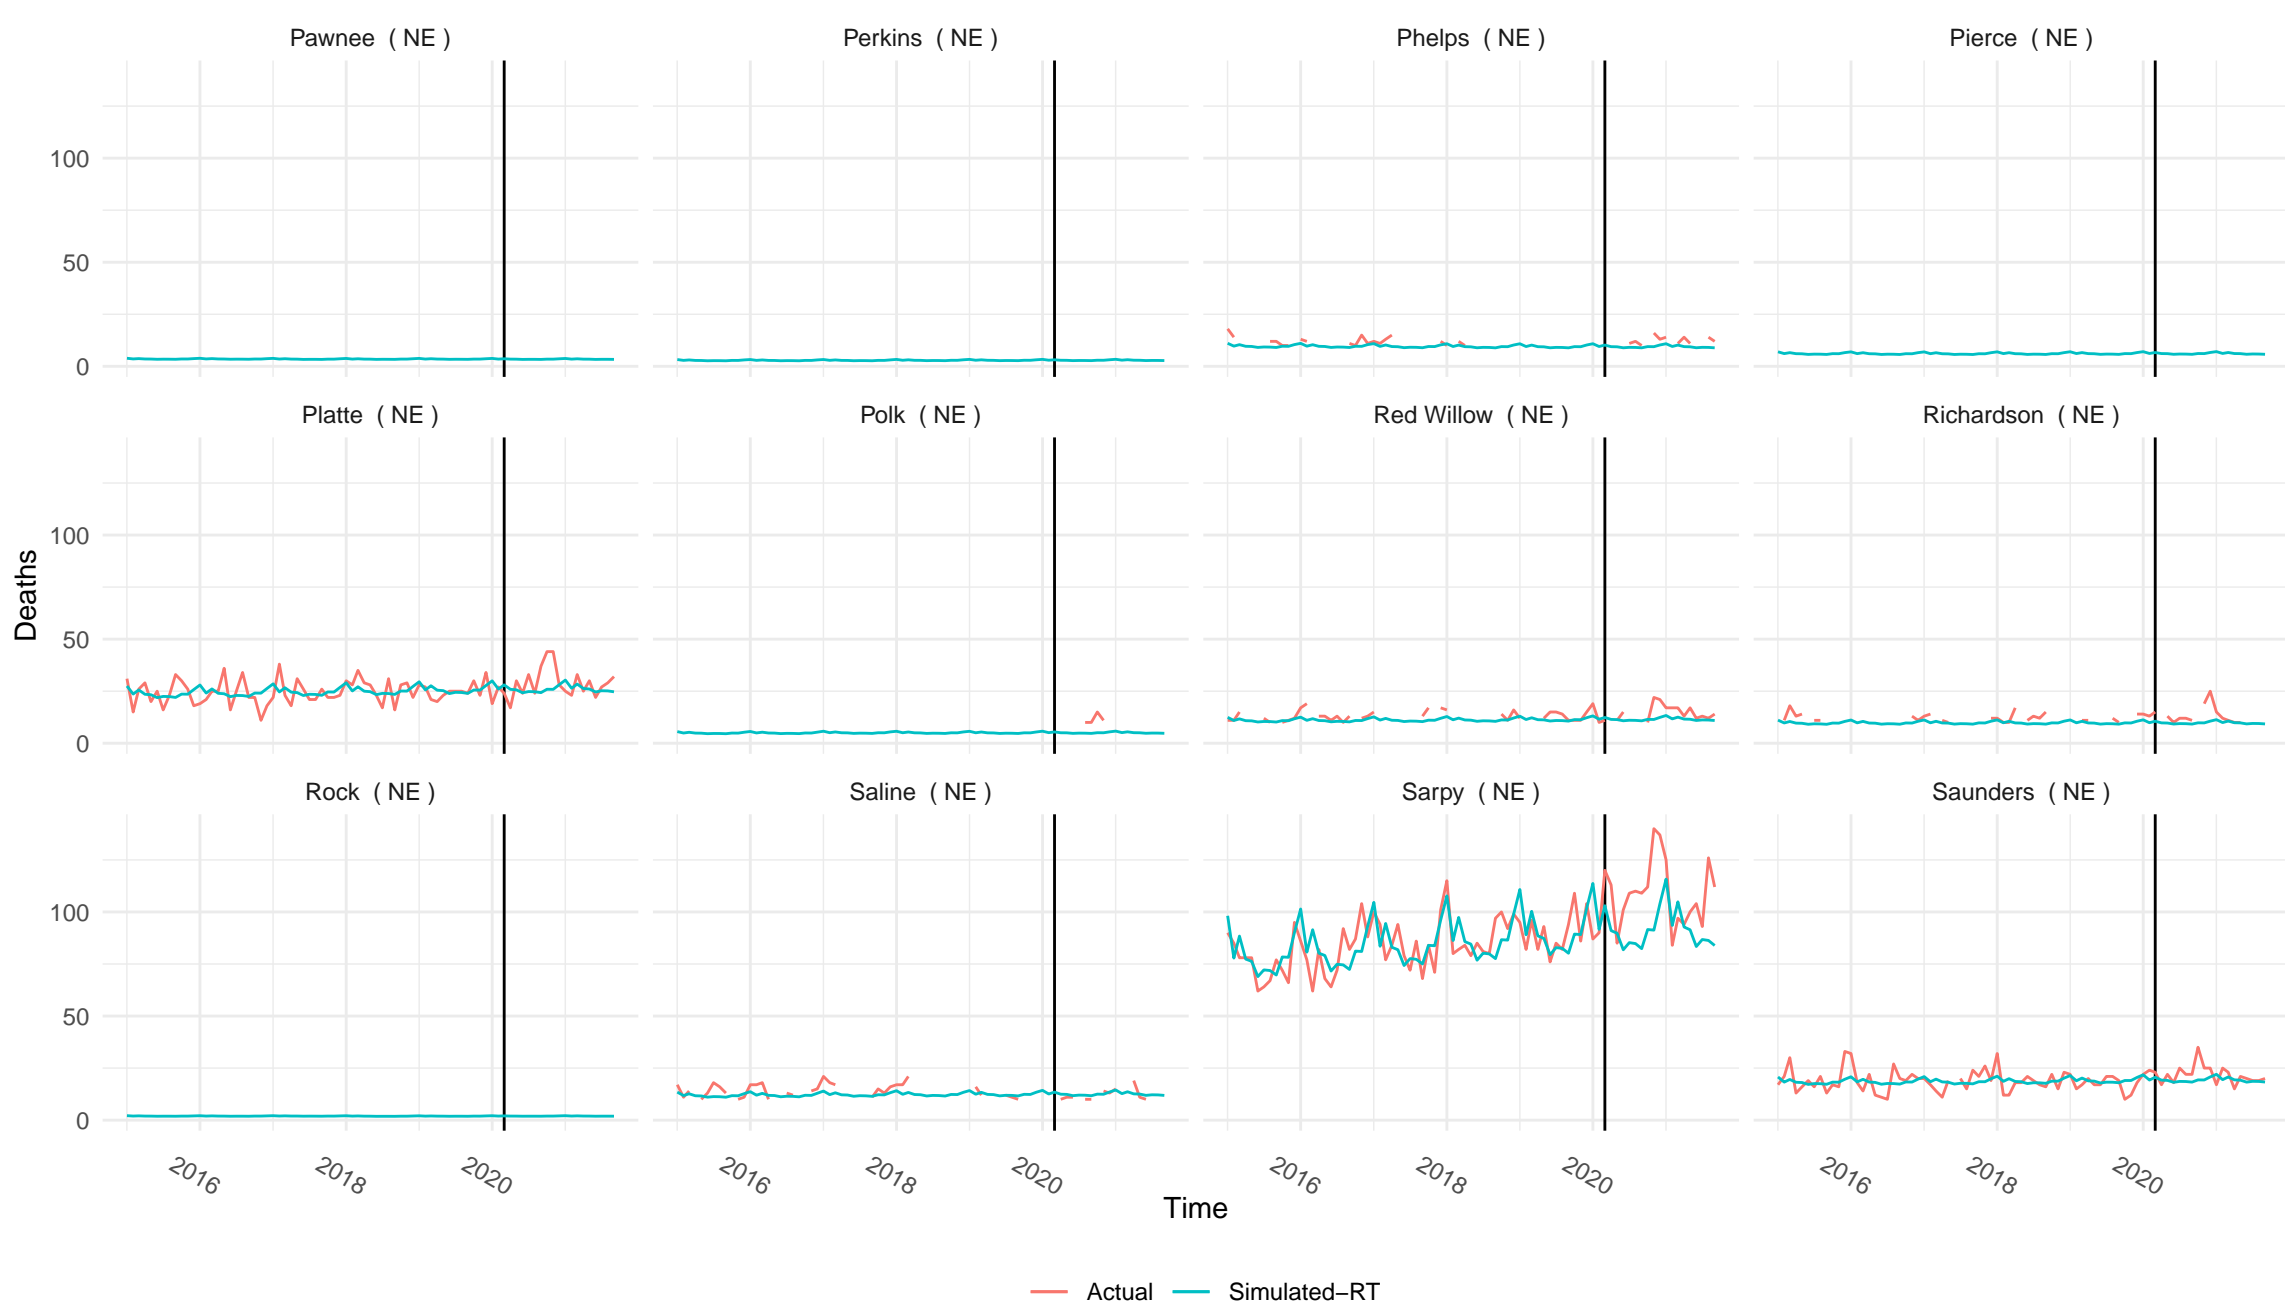 Pawnee ( NE ) Perkins ( NE ) Phelps ( NE ) Pierce ( NE )
100
50
0
Platte ( NE ) Polk ( NE ) Red Willow ( NE ) Richardson ( NE )
100
50
0
Deaths
Rock ( NE ) Saline ( NE ) Sarpy ( NE ) Saunders ( NE )
100
50
0
2016 2018 2020 2016 2018 2020 2016 2018 2020 2016 2018 2020
Time
Actual Simulated−RT